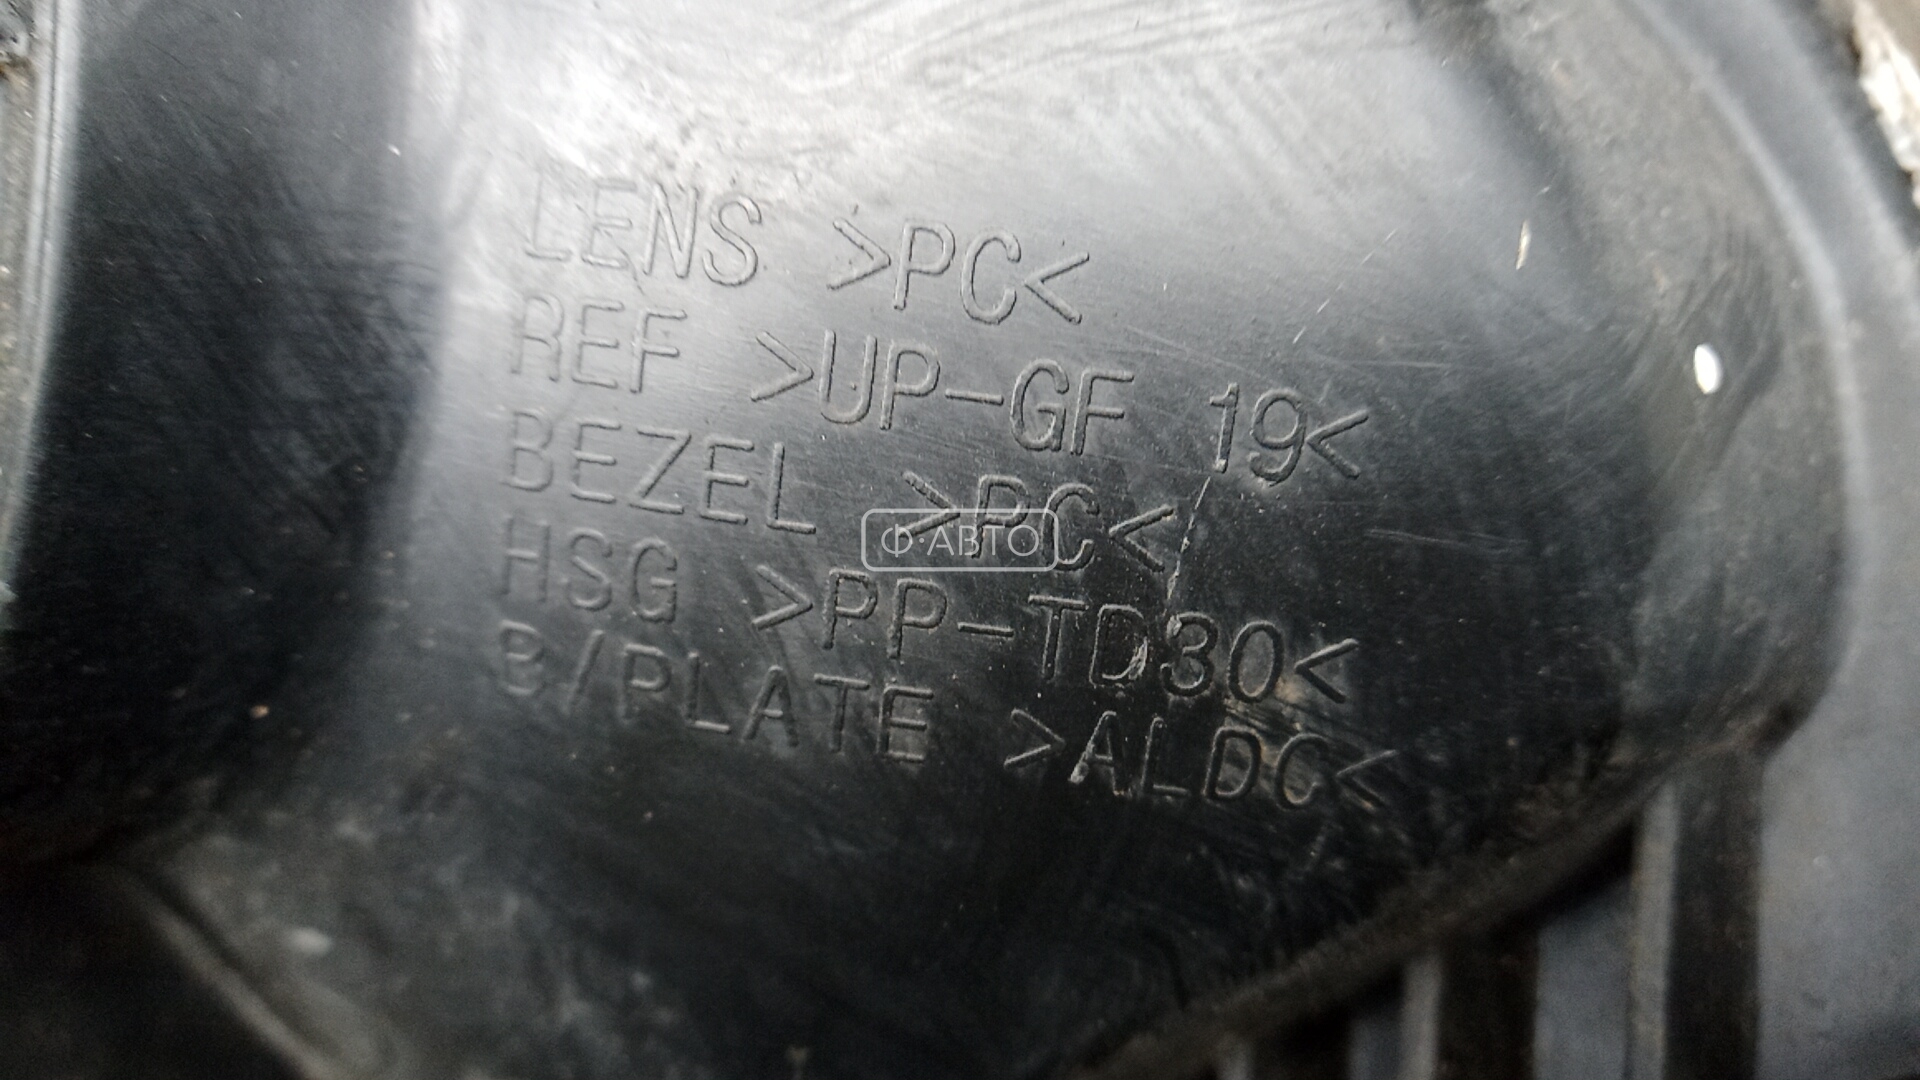 LENS >PC<
REF >UP-GF 19<
BEZEL >PC<
Ф·АВТО
HSG >PP-TD30<
B/PLATE >ALDC<